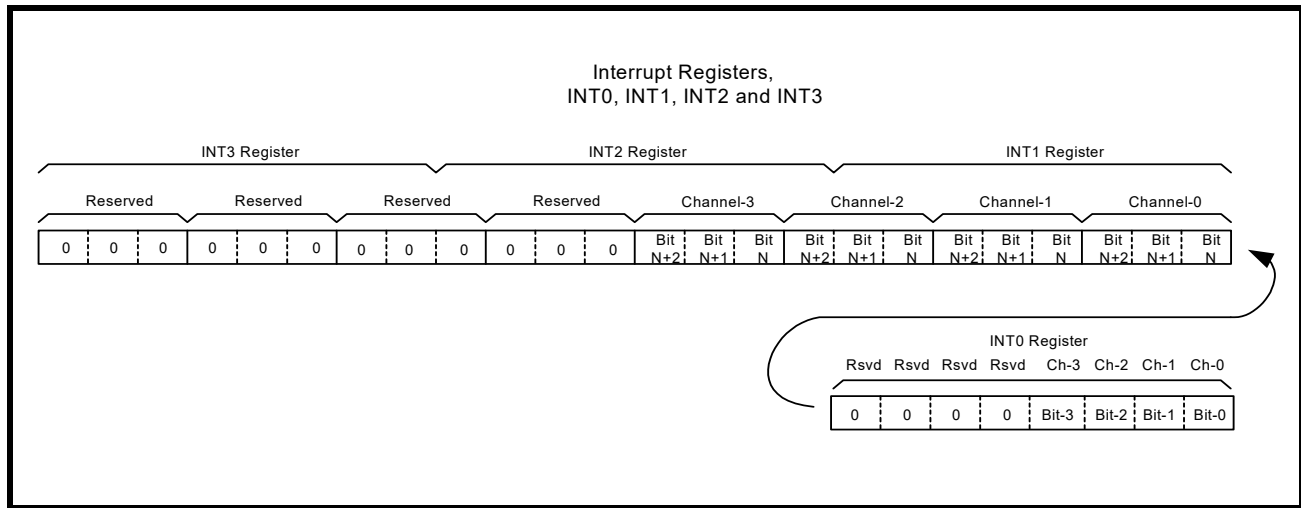 Interrupt Registers,
INT0, INT1, INT2 and INT3
INT3 Register INT2 Register INT1 Register
Reserved Reserved Reserved Reserved Channel-3 Channel-2 Channel-1 Channel-0
0 0 0 0 0 0 0 0 0 0 0 0 Bit N+2 Bit N+1 Bit N Bit N+2 Bit N+1 Bit N Bit N+2 Bit N+1 Bit N Bit N+2 Bit N+1 Bit N
INT0 Register
Rsvd Rsvd Rsvd Rsvd Ch-3 Ch-2 Ch-1 Ch-0
0 0 0 0 Bit-3 Bit-2 Bit-1 Bit-0